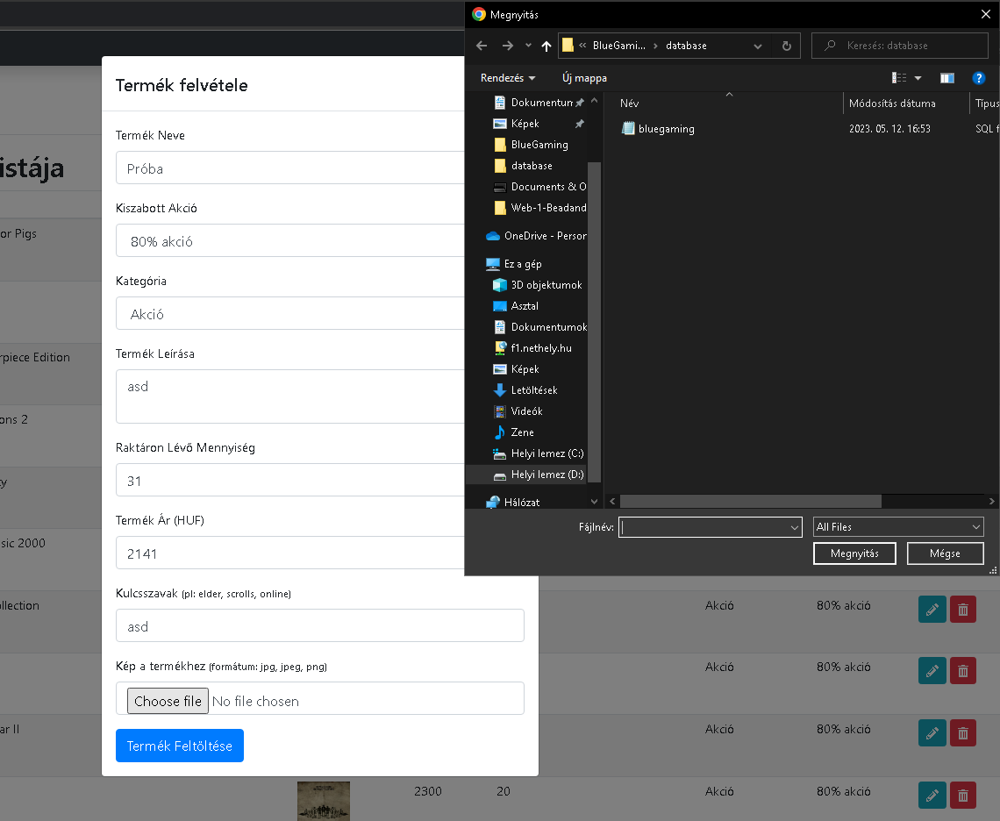 Megnyitás
BlueGami...
database
Keresés: database
Rendezés
Új mappa
Dokumentum
Képek
BlueGaming
database
Documents & O
Web-1-Beadand
OneDrive - Person
Ez a gép
3D objektumok
Asztal
Dokumentumok
f1.nethely.hu
Képek
Letöltések
Videók
Zene
Helyi lemez (C:)
Helyi lemez (D:)
Hálózat
Név
Módosítás dátuma
Típus
bluegaming
2023. 05. 12. 16:53
SQL f
Fájlnév:
All Files
Megnyitás
Mégse
Termék felvétele
Termék Neve
Próba
Kiszabott Akció
80% akció
Kategória
Akció
Termék Leírása
asd
Raktáron Lévő Mennyiség
31
Termék Ár (HUF)
2141
Kulcsszavak (pl: elder, scrolls, online)
asd
Kép a termékhez (formátum: jpg, jpeg, png)
Choose file No file chosen
Termék Feltöltése
istája
or Pigs
rpiece Edition
ons 2
ty
sic 2000
ollection
Akció 80% akció
Akció 80% akció
ar II
Akció 80% akció
2300 20 Akció 80% akció